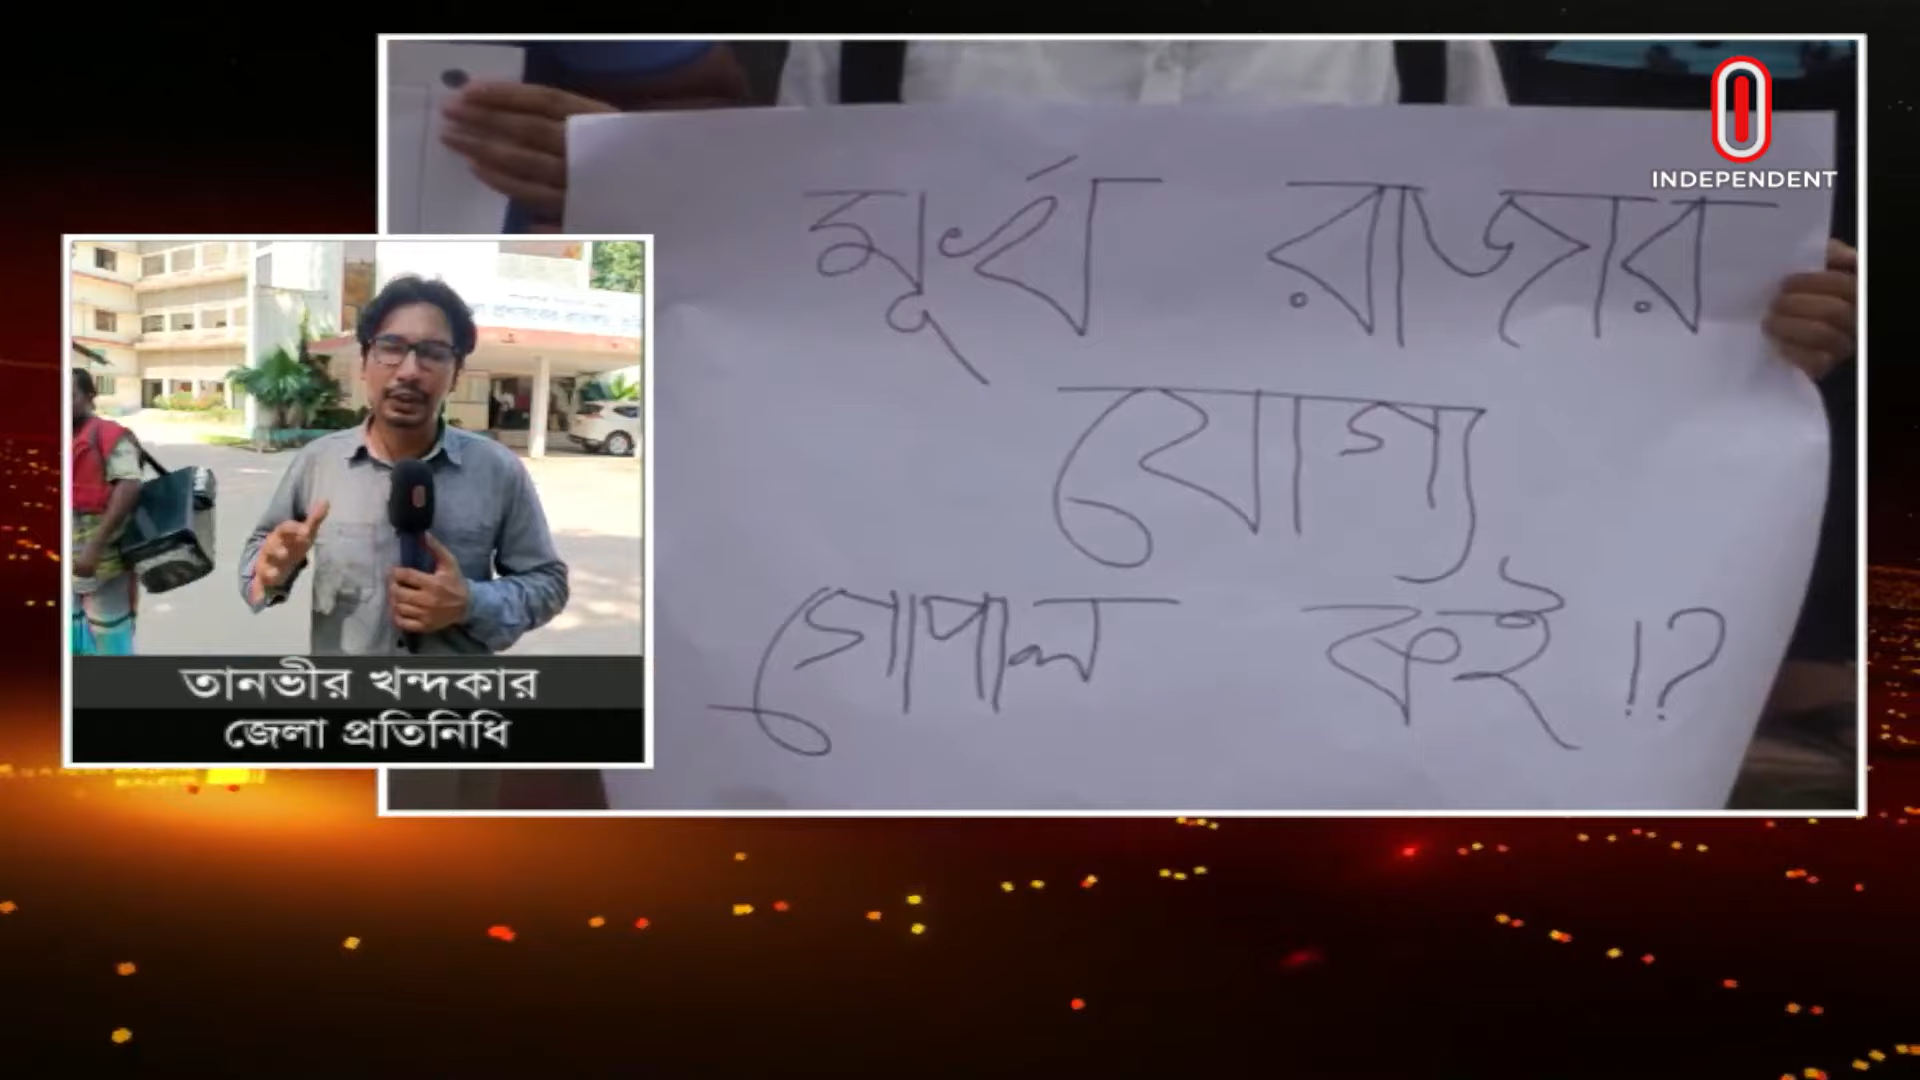 INDEPENDENT
মূর্খ রাজার
যোগ্য
গোপাল কই!?
তানভীর খন্দকার
জেলা প্রতিনিধি